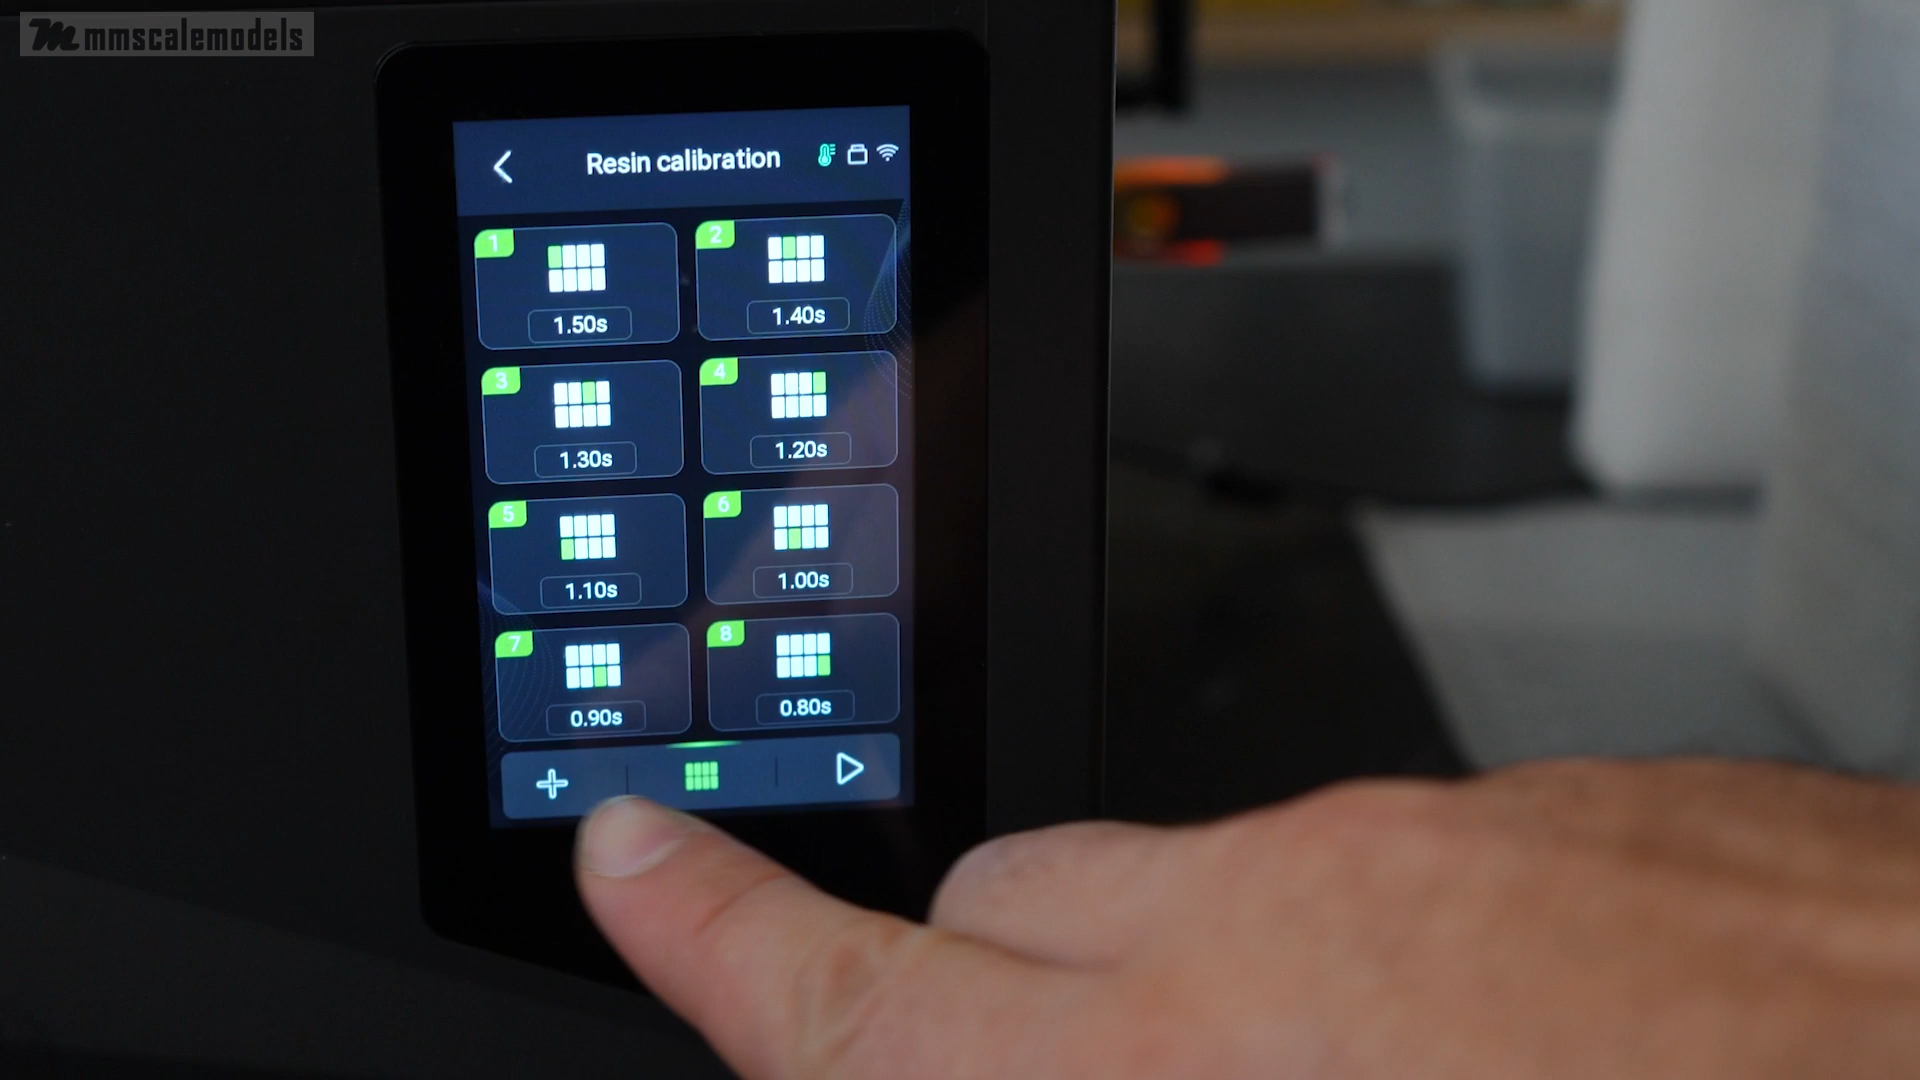 mmscalemodels
Resin calibration
1
2
1.50s
1.40s
3
4
1.30s
1.20s
5
6
1.10s
1.00s
7
8
0.90s
0.80s